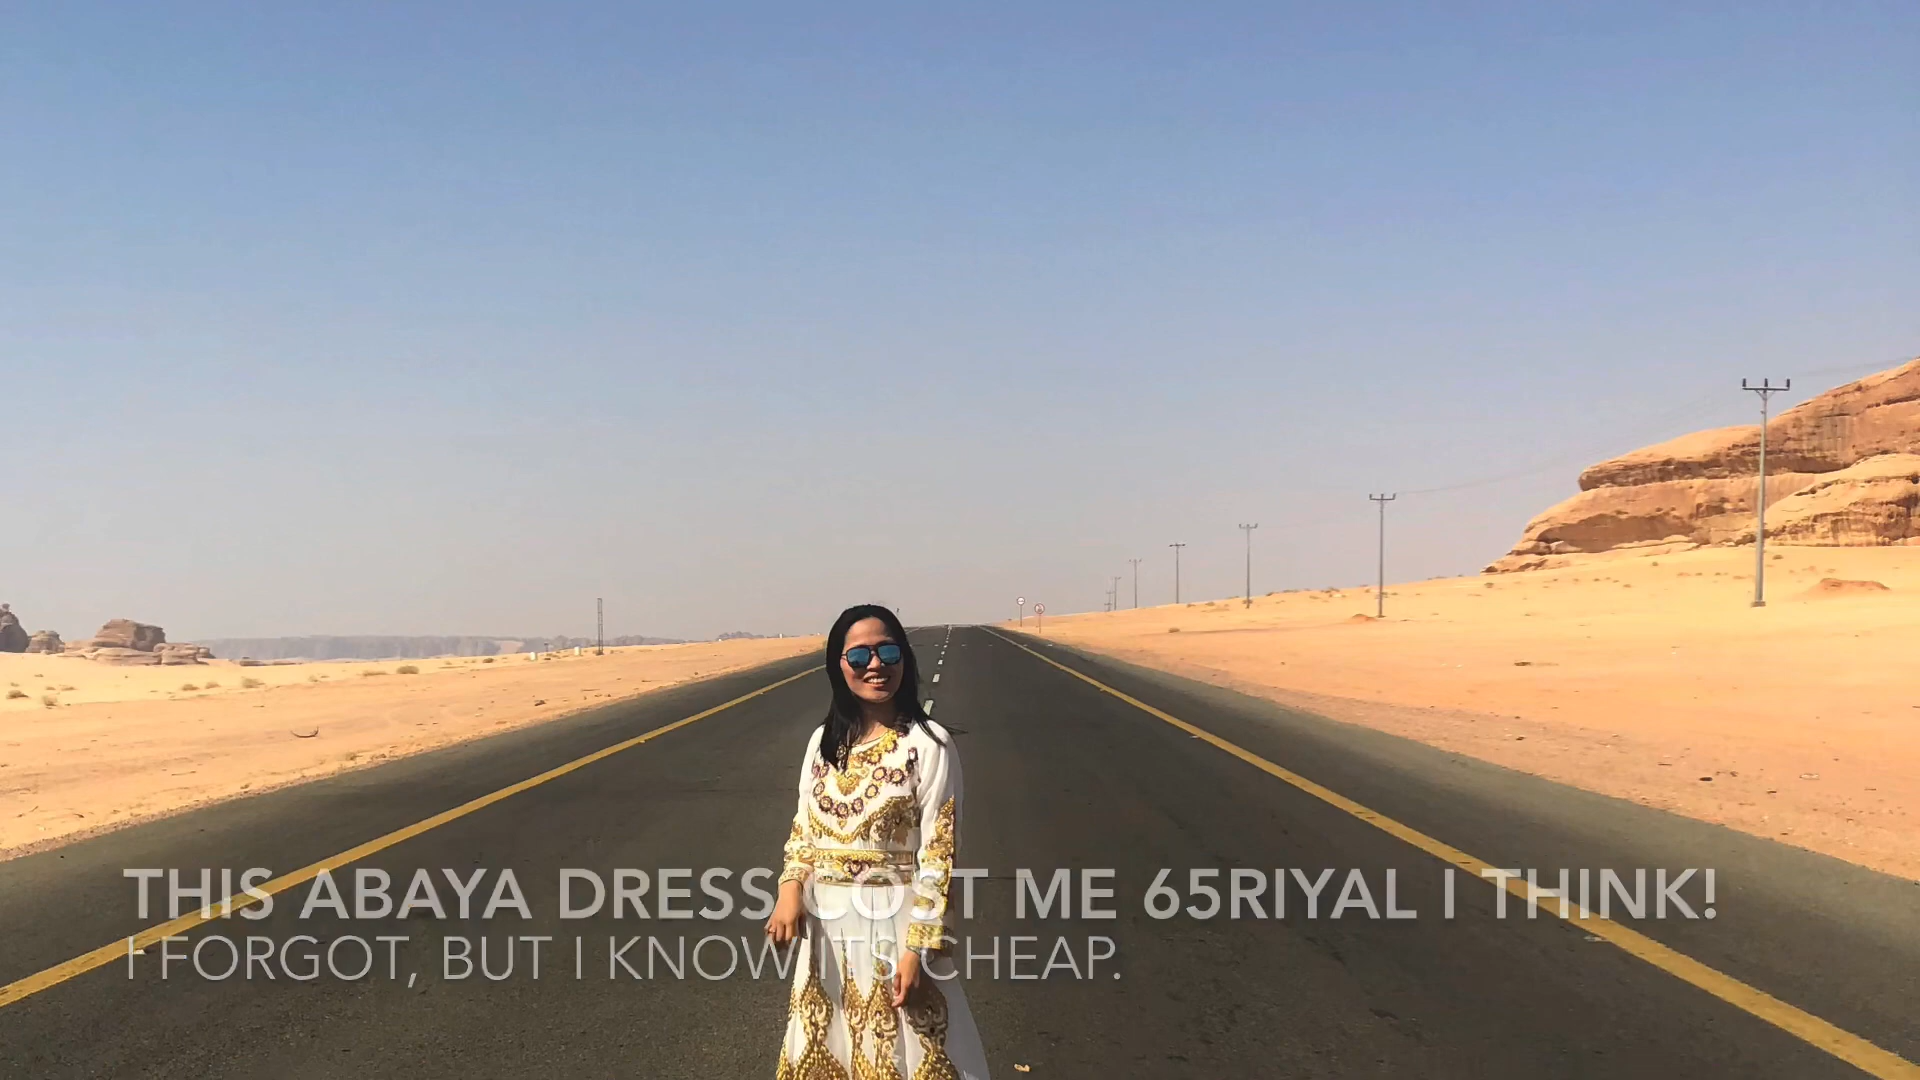 THIS ABAYA DRESS COST ME 65RIYAL I THINK!
I FORGOT, BUT I KNOW ITS CHEAP.